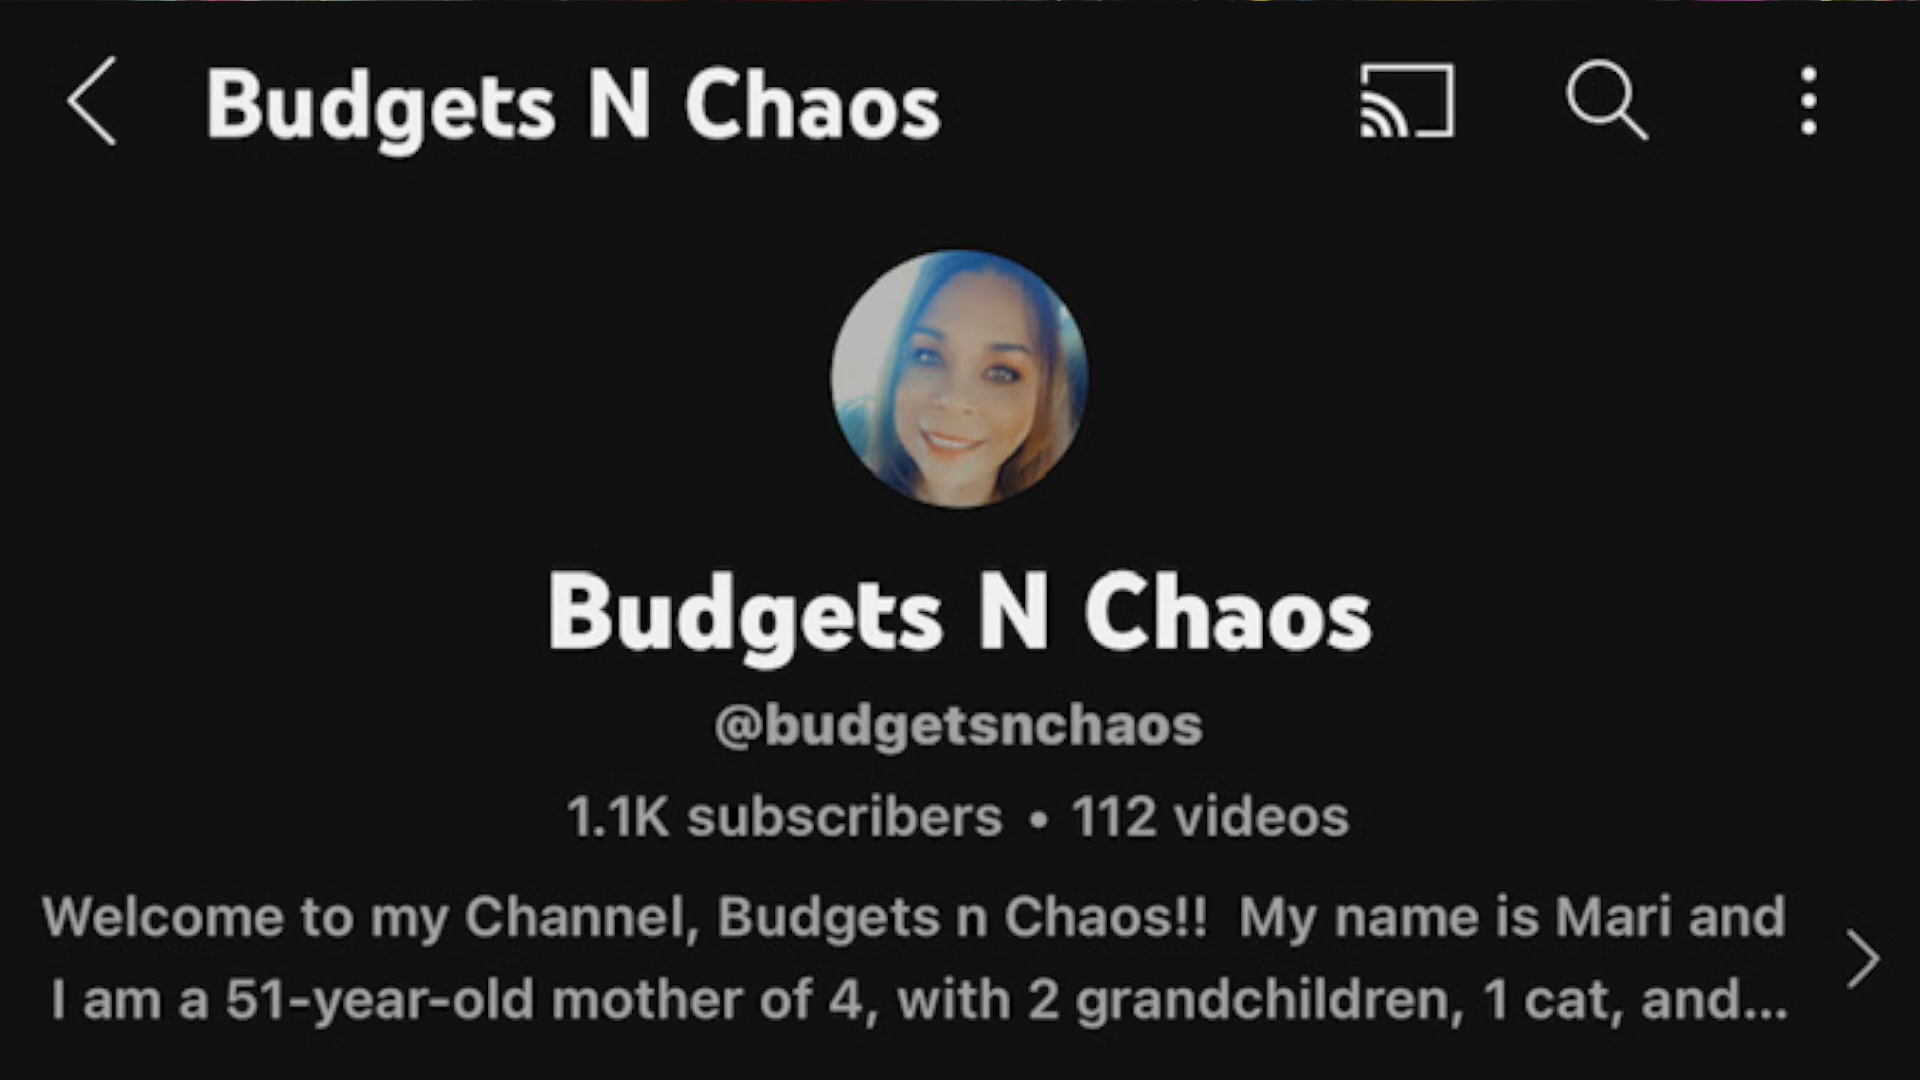 Budgets N Chaos
Budgets N Chaos
@budgetsnchaos
1.1K subscribers • 112 videos
Welcome to my Channel, Budgets n Chaos!!  My name is Mari and
I am a 51-year-old mother of 4, with 2 grandchildren, 1 cat, and...